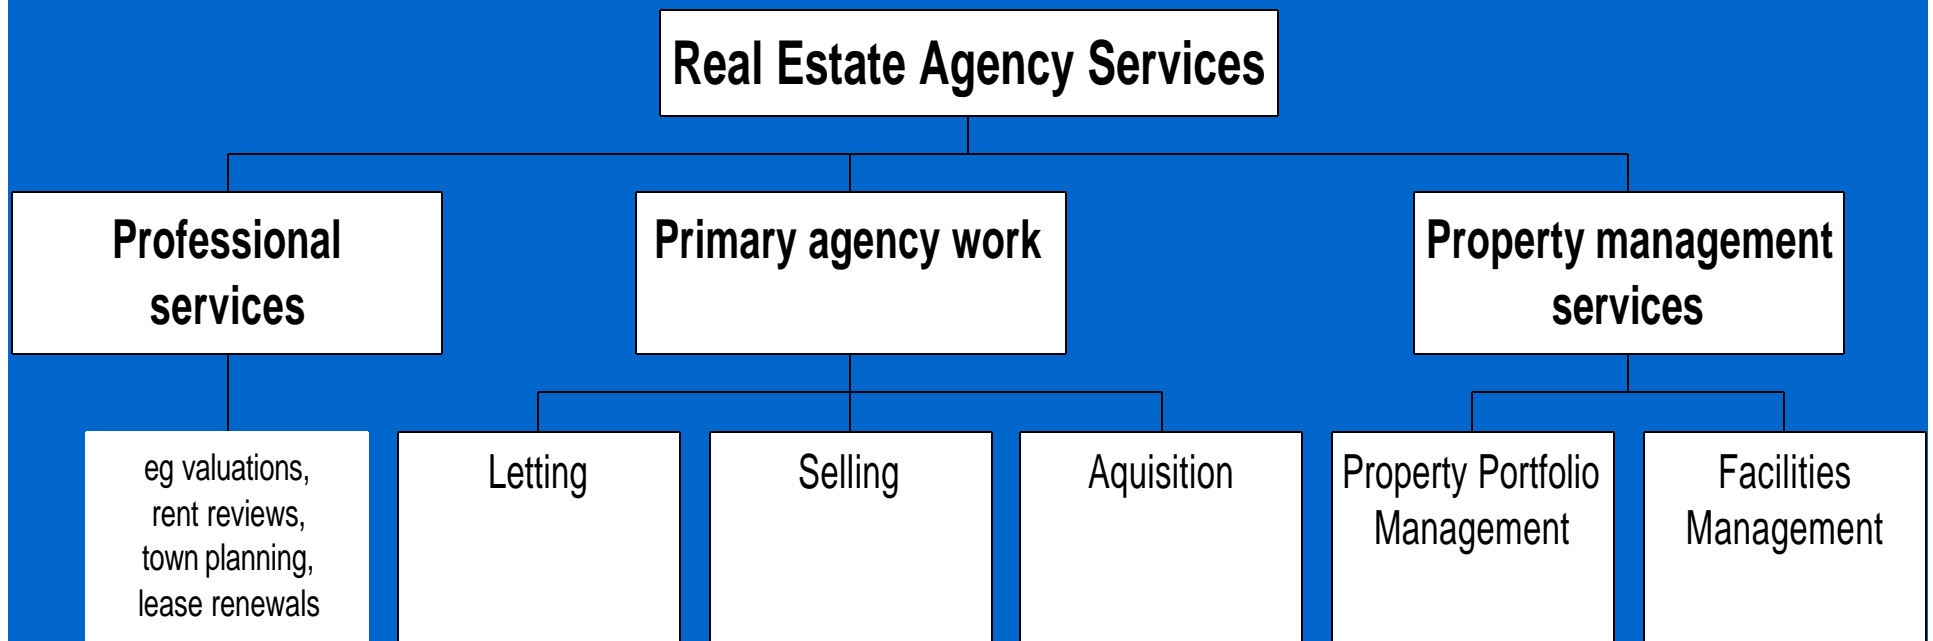 Real Estate Agency Services
Professional
services
Primary agency work
Property management
services
eg valuations,
rent reviews,
town planning,
lease renewals
Letting
Selling
Aquisition
Property Portfolio
Management
Facilities
Management